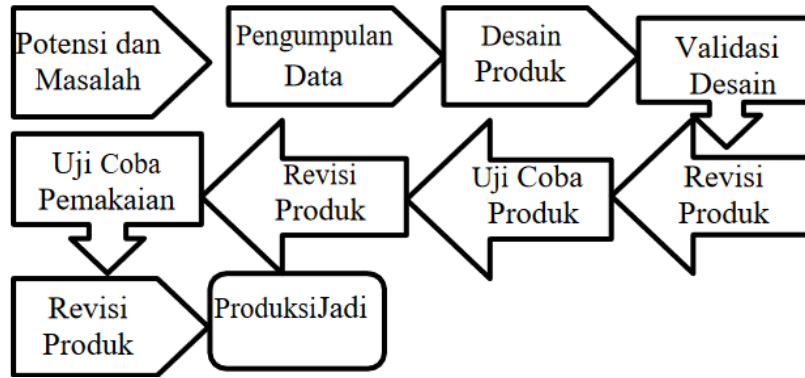 Potensi dan
Masalah
Pengumpulan
Data
Desain
Produk
Validasi
Desain
Revisi
Produk
Uji Coba
Produk
Revisi
Produk
Uji Coba
Pemakaian
Revisi
Produk
ProduksiJadi